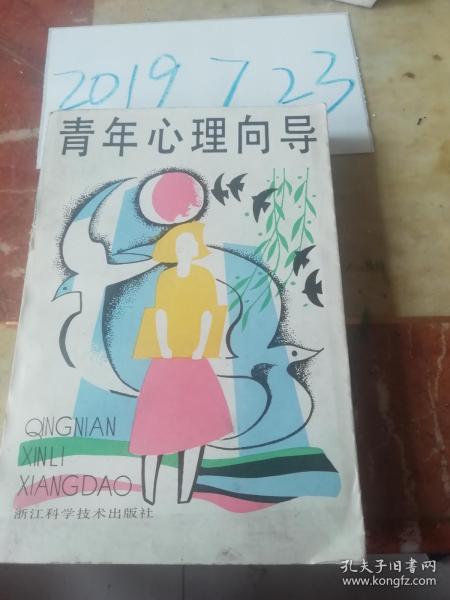 2019 7 23
青年心理向导
QINGNIAN
XINLI
XIANGDAO
浙江科学技术出版社
孔夫子旧书网
www.kongfz.com